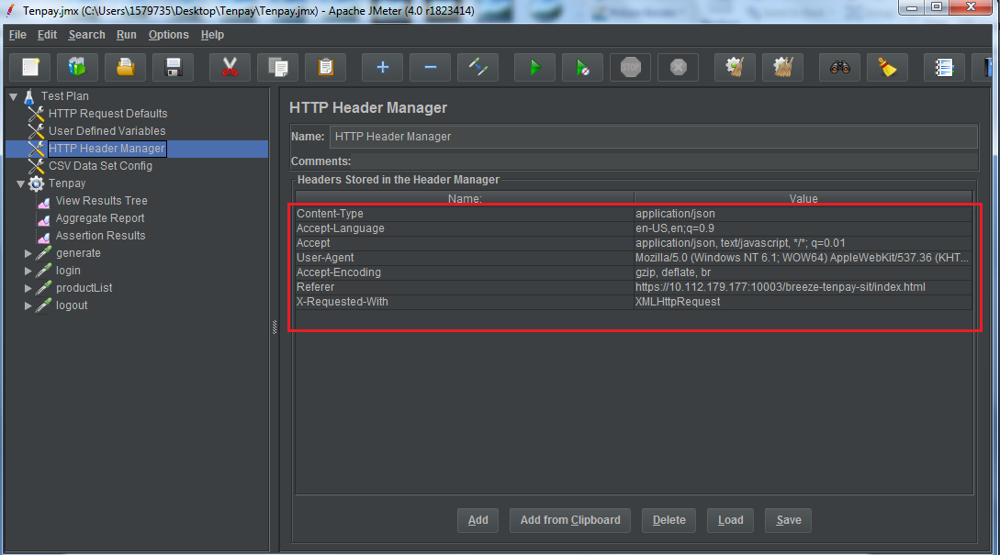 Tenpay.jmx (C:\Users\1579735\Desktop\Tenpay\Tenpay.jmx) - Apache JMeter (4.0 r1823414)
File Edit Search Run Options Help
STOP
Test Plan
HTTP Request Defaults
User Defined Variables
HTTP Header Manager
CSV Data Set Config
Tenpay
View Results Tree
Aggregate Report
Assertion Results
generate
login
productList
logout
HTTP Header Manager
Name: HTTP Header Manager
Comments:
Headers Stored in the Header Manager
Name: Value
Content-Type application/json
Accept-Language en-US,en;q=0.9
Accept application/json, text/javascript, */*; q=0.01
User-Agent Mozilla/5.0 (Windows NT 6.1; WOW64) AppleWebKit/537.36 (KHT...
Accept-Encoding gzip, deflate, br
Referer https://10.112.179.177:10003/breeze-tenpay-sit/index.html
X-Requested-With XMLHttpRequest
Add Add from Clipboard Delete Load Save